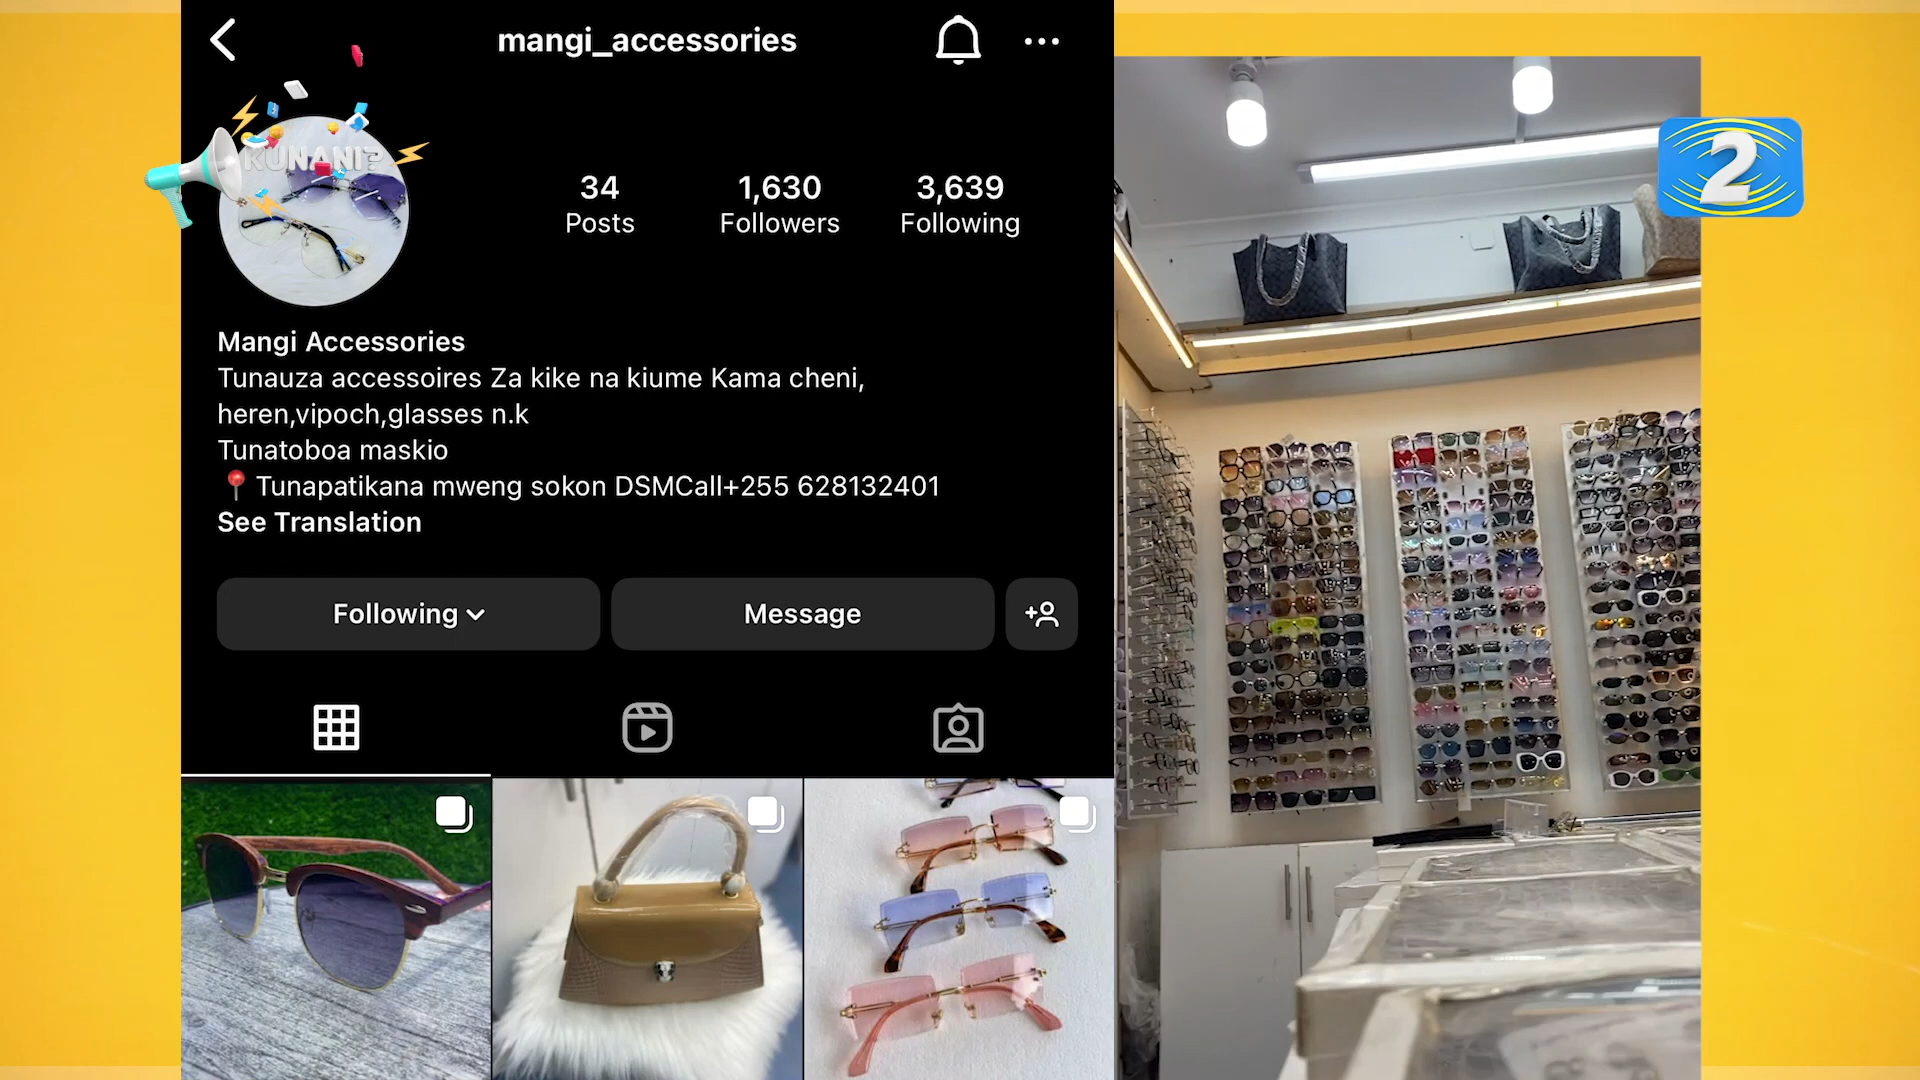 mangi_accessories
KUNANI?
34
Posts
1,630
Followers
3,639
Following
2
Mangi Accessories
Tunauza accessoires Za kike na kiume Kama cheni,
heren,vipoch,glasses n.k
Tunatoboa maskio
📍Tunapatikana mweng sokon DSMCall+255 628132401
See Translation
Following
Message